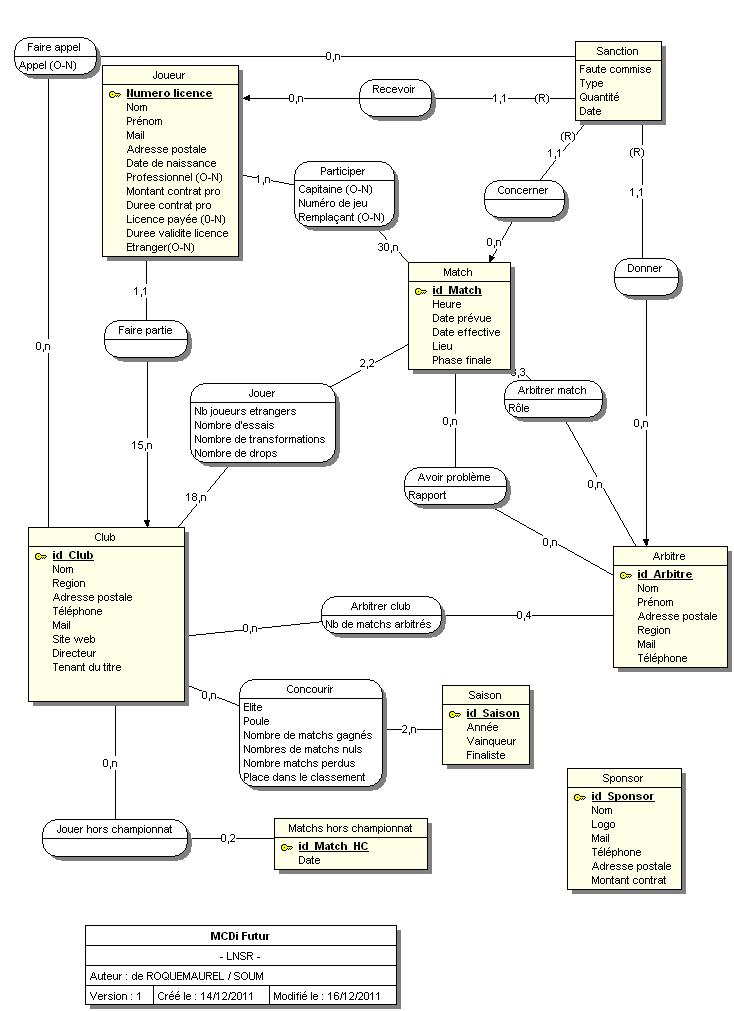 Faire appel
Appel (O-N)
0,n
Sanction
Faute commise
Type
Quantité
Date
Joueur
Numero licence
Nom
Prénom
Mail
Adresse postale
Date de naissance
Professionnel (O-N)
Montant contrat pro
Duree contrat pro
Licence payée (0-N)
Duree validite licence
Etranger(O-N)
0,n
Recevoir
1,1
(R)
(R)
1,1
(R)
1,1
1,n
Participer
Capitaine (O-N)
Numéro de jeu
Remplaçant (O-N)
30,n
Concerner
0,n
Donner
0,n
Match
id_Match
Heure
Date prévue
Date effective
Lieu
Phase finale
1,1
Faire partie
15,n
0,n
2,2
Jouer
Nb joueurs etrangers
Nombre d'essais
Nombre de transformations
Nombre de drops
18,n
,3
Arbitrer match
Rôle
0,n
0,n
Avoir problème
Rapport
0,n
Club
id_Club
Nom
Region
Adresse postale
Téléphone
Mail
Site web
Directeur
Tenant du titre
Arbitre
id_Arbitre
Nom
Prénom
Adresse postale
Region
Mail
Téléphone
0,n
Arbitrer club
Nb de matchs arbitrés
0,4
0,n
Concourir
Elite
Poule
Nombre de matchs gagnés
Nombres de matchs nuls
Nombre matchs perdus
Place dans le classement
2,n
Saison
id_Saison
Année
Vainqueur
Finaliste
0,n
Jouer hors championnat
0,2
Matchs hors championnat
id_Match_HC
Date
Sponsor
id_Sponsor
Nom
Logo
Mail
Téléphone
Adresse postale
Montant contrat
MCDi Futur
- LNSR -
Auteur : de ROQUEMAUREL / SOUM
Version : 1
Créé le : 14/12/2011
Modifié le : 16/12/2011